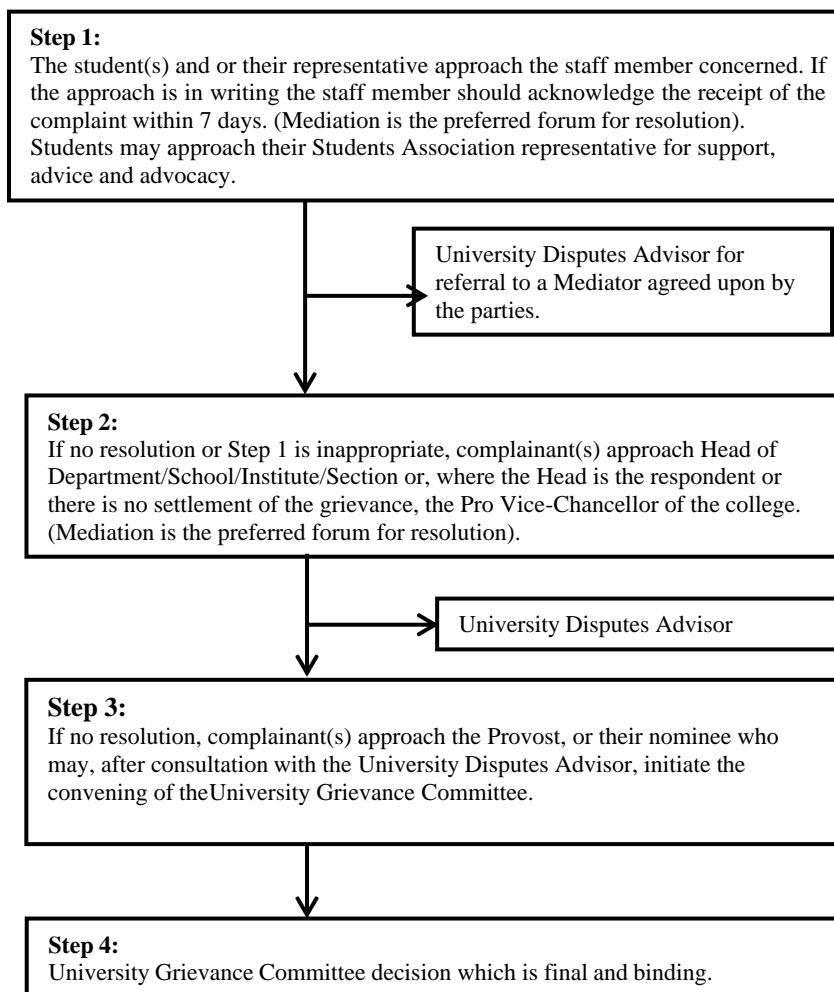 Step 1:
The student(s) and or their representative approach the staff member concerned. If
the approach is in writing the staff member should acknowledge the receipt of the
complaint within 7 days. (Mediation is the preferred forum for resolution).
Students may approach their Students Association representative for support,
advice and advocacy.
University Disputes Advisor for
referral to a Mediator agreed upon by
the parties.
Step 2:
If no resolution or Step 1 is inappropriate, complainant(s) approach Head of
Department/School/Institute/Section or, where the Head is the respondent or
there is no settlement of the grievance, the Pro Vice-Chancellor of the college.
(Mediation is the preferred forum for resolution).
University Disputes Advisor
Step 3:
If no resolution, complainant(s) approach the Provost, or their nominee who
may, after consultation with the University Disputes Advisor, initiate the
convening of theUniversity Grievance Committee.
Step 4:
University Grievance Committee decision which is final and binding.